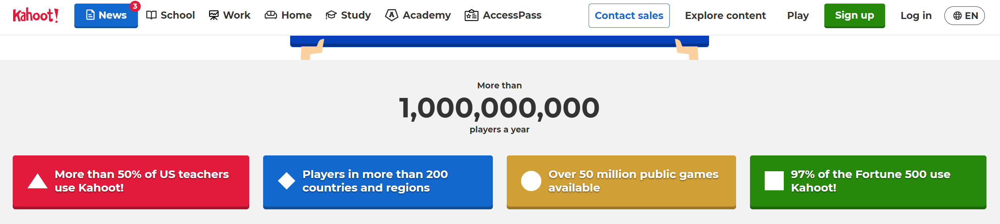 Kahoot! News 3 School Work Home Study Academy AccessPass Contact sales Explore content Play Sign up Log in EN
More than
1,000,000,000
players a year
More than 50% of US teachers
use Kahoot!
Players in more than 200
countries and regions
Over 50 million public games
available
97% of the Fortune 500 use
Kahoot!